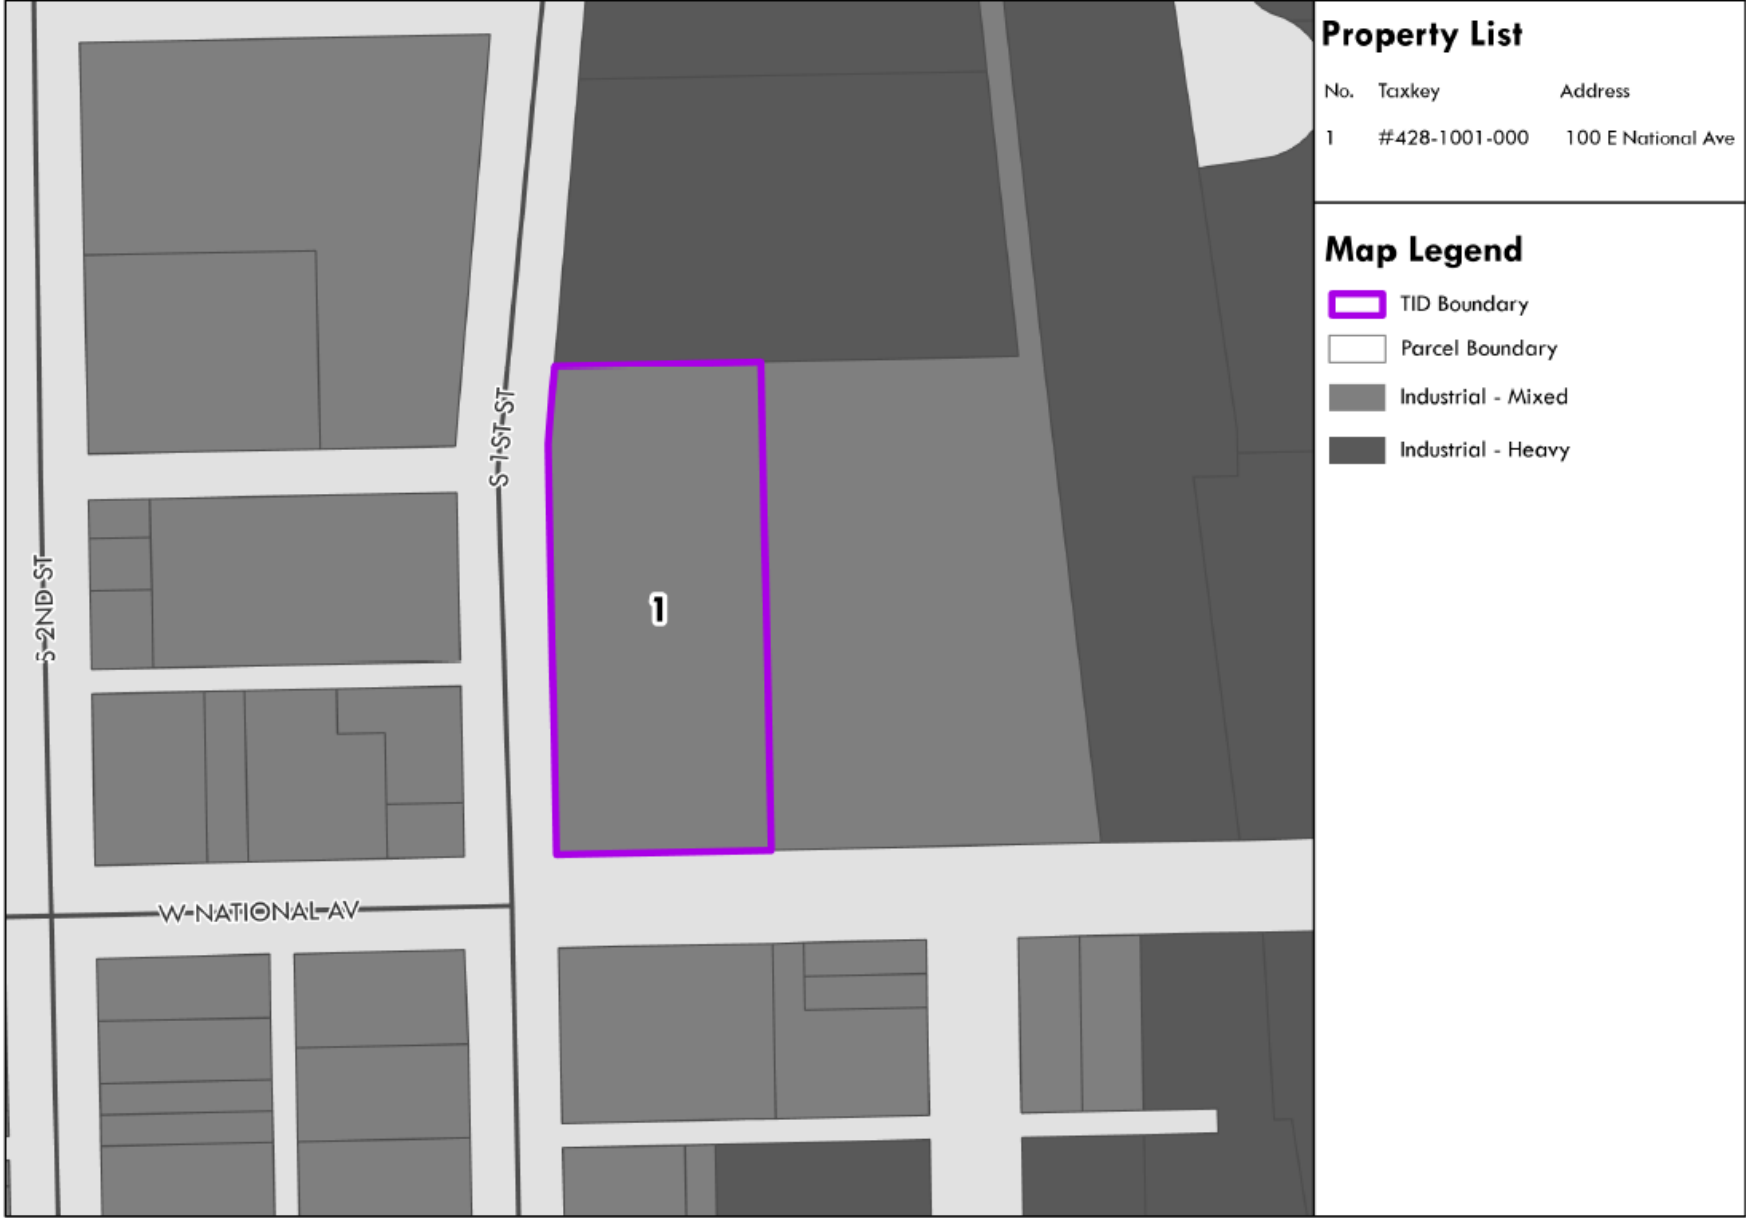 Property List
No. Taxkey Address
1 #428-1001-000 100 E National Ave
Map Legend
TID Boundary
Parcel Boundary
Industrial - Mixed
Industrial - Heavy
S 1ST ST
S 2ND ST
1
W NATIONAL AV